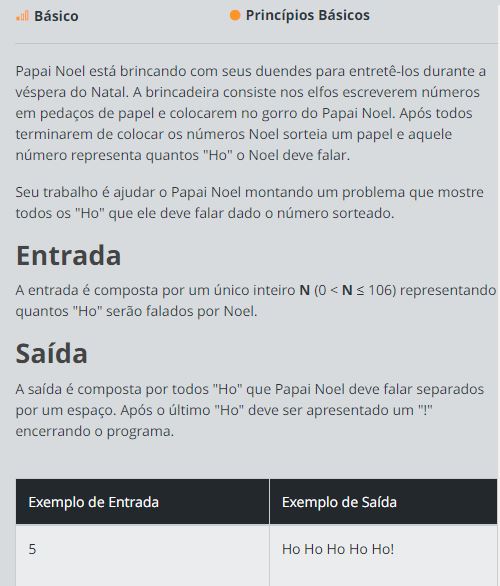 Básico Princípios Básicos
Papai Noel está brincando com seus duendes para entretê-los durante a
véspera do Natal. A brincadeira consiste nos elfos escreverem números
em pedaços de papel e colocarem no gorro do Papai Noel. Após todos
terminarem de colocar os números Noel sorteia um papel e aquele
número representa quantos "Ho" o Noel deve falar.
Seu trabalho é ajudar o Papai Noel montando um problema que mostre
todos os "Ho" que ele deve falar dado o número sorteado.
Entrada
A entrada é composta por um único inteiro N (0 < N ≤ 106) representando
quantos "Ho" serão falados por Noel.
Saída
A saída é composta por todos "Ho" que Papai Noel deve falar separados
por um espaço. Após o último "Ho" deve ser apresentado um "!"
encerrando o programa.
Exemplo de Entrada Exemplo de Saída
5 Ho Ho Ho Ho Ho!